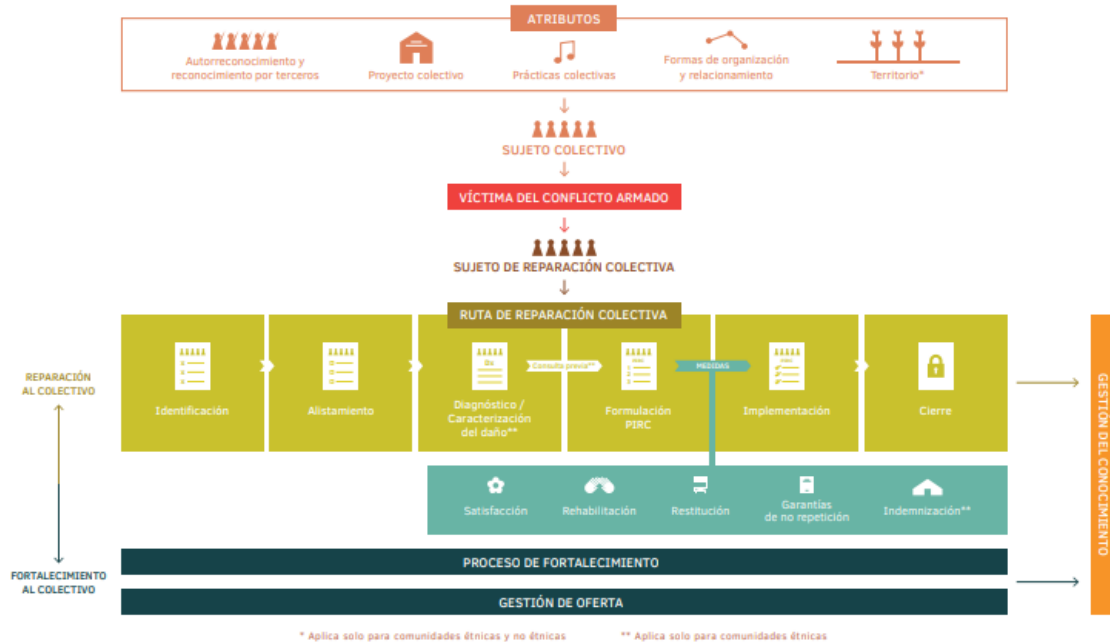 ATRIBUTOS
Autorreconocimiento y
reconocimiento por terceros
Proyecto colectivo
Prácticas colectivas
Formas de organización
y relacionamiento
Territorio*
SUJETO COLECTIVO
VÍCTIMA DEL CONFLICTO ARMADO
SUJETO DE REPARACIÓN COLECTIVA
RUTA DE REPARACIÓN COLECTIVA
REPARACIÓN
AL COLECTIVO
Identificación
Alistamiento
Diagnóstico /
Caracterización
del daño**
Consulta previa**
Formulación
PIRC
MEDIDAS
Implementación
Cierre
Satisfacción
Rehabilitación
Restitución
Garantías
de no repetición
Indemnización**
GESTIÓN DEL CONOCIMIENTO
FORTALECIMIENTO
AL COLECTIVO
PROCESO DE FORTALECIMIENTO
GESTIÓN DE OFERTA
* Aplica solo para comunidades étnicas y no étnicas
** Aplica solo para comunidades étnicas